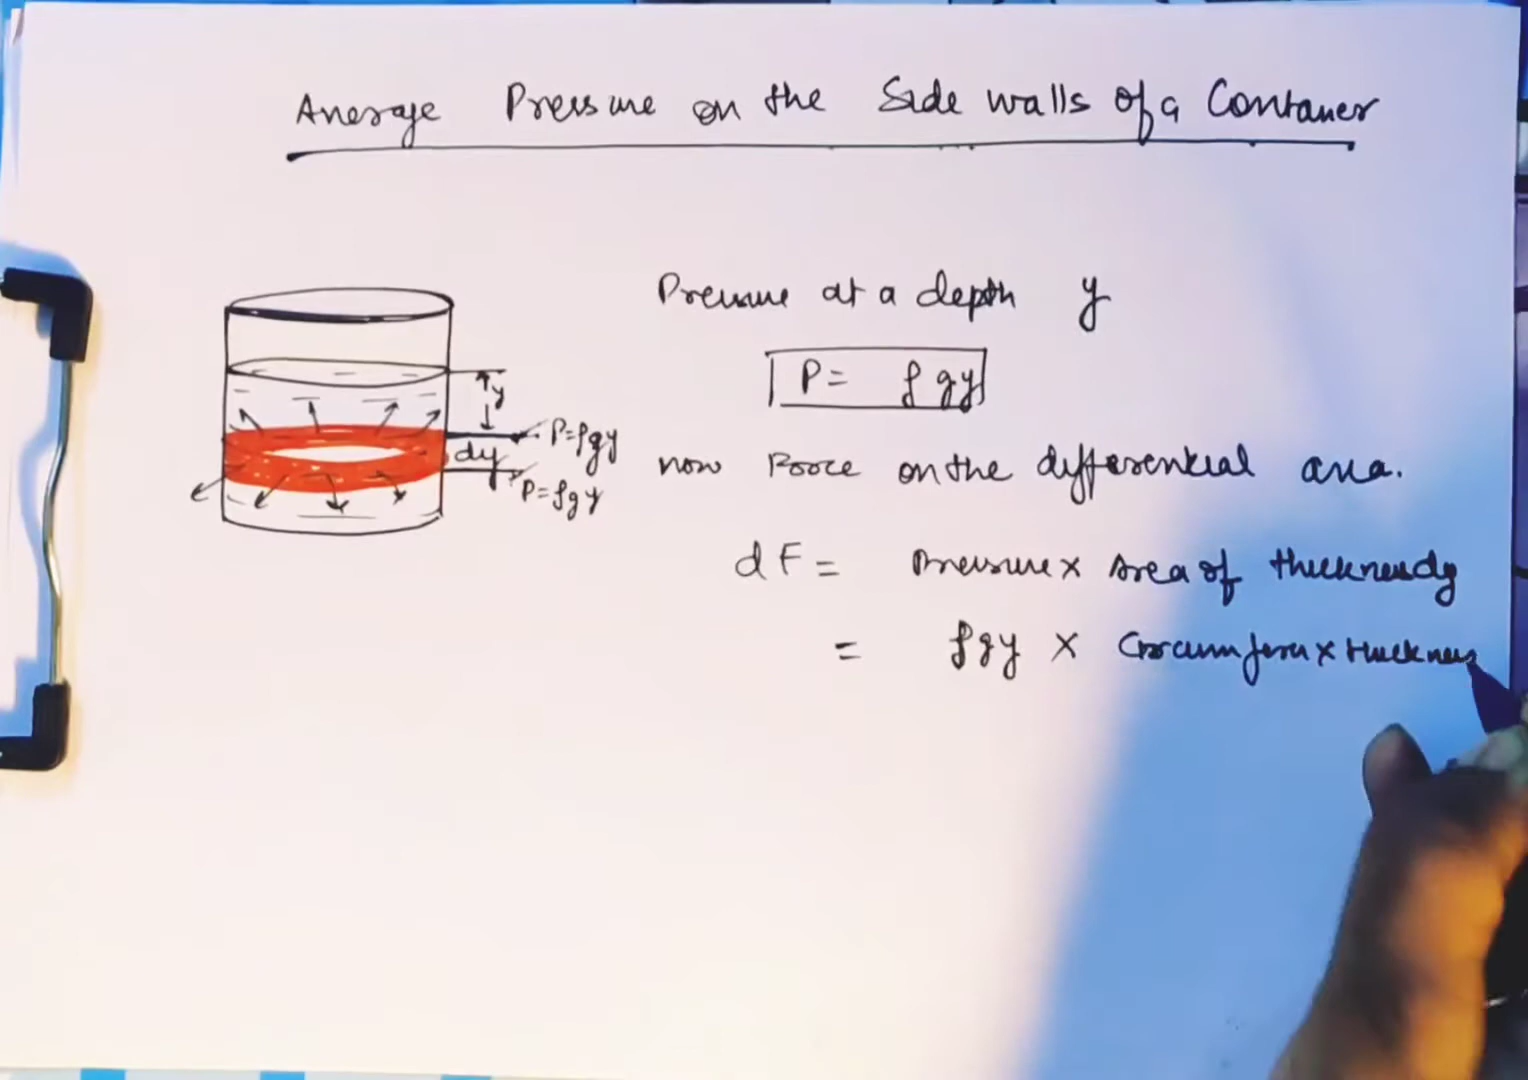 Average Pressure on the Side walls of a Container
Pressure at a depth y
P = ρgy
y
P=ρgy
dy
P=ρgy
now Force on the differential area.
dF = Pressure × Area of thickness dy
= ρgy × Circumference × thickness